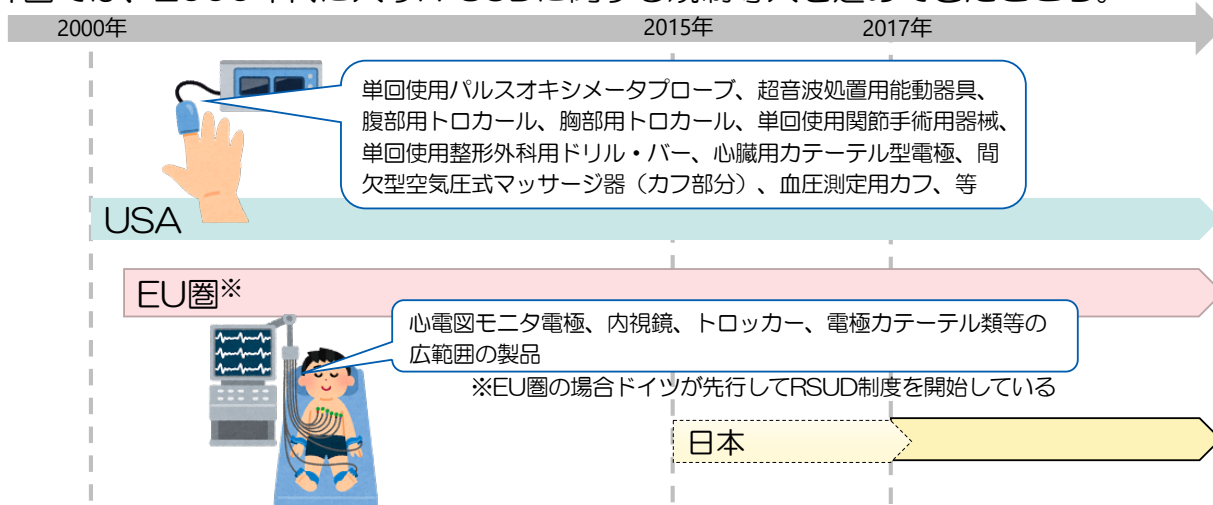 2000年
2015年
2017年
単回使用パルスオキシメータプローブ、超音波処置用能動器具、
腹部用トロカール、胸部用トロカール、単回使用関節手術用器械、
単回使用整形外科用ドリル・バー、心臓用カテーテル型電極、間
欠型空気圧式マッサージ器（カフ部分）、血圧測定用カフ、等
USA
EU圏※
心電図モニタ電極、内視鏡、トロッカー、電極カテーテル類等の
広範囲の製品
※EU圏の場合ドイツが先行してRSUD制度を開始している
日本